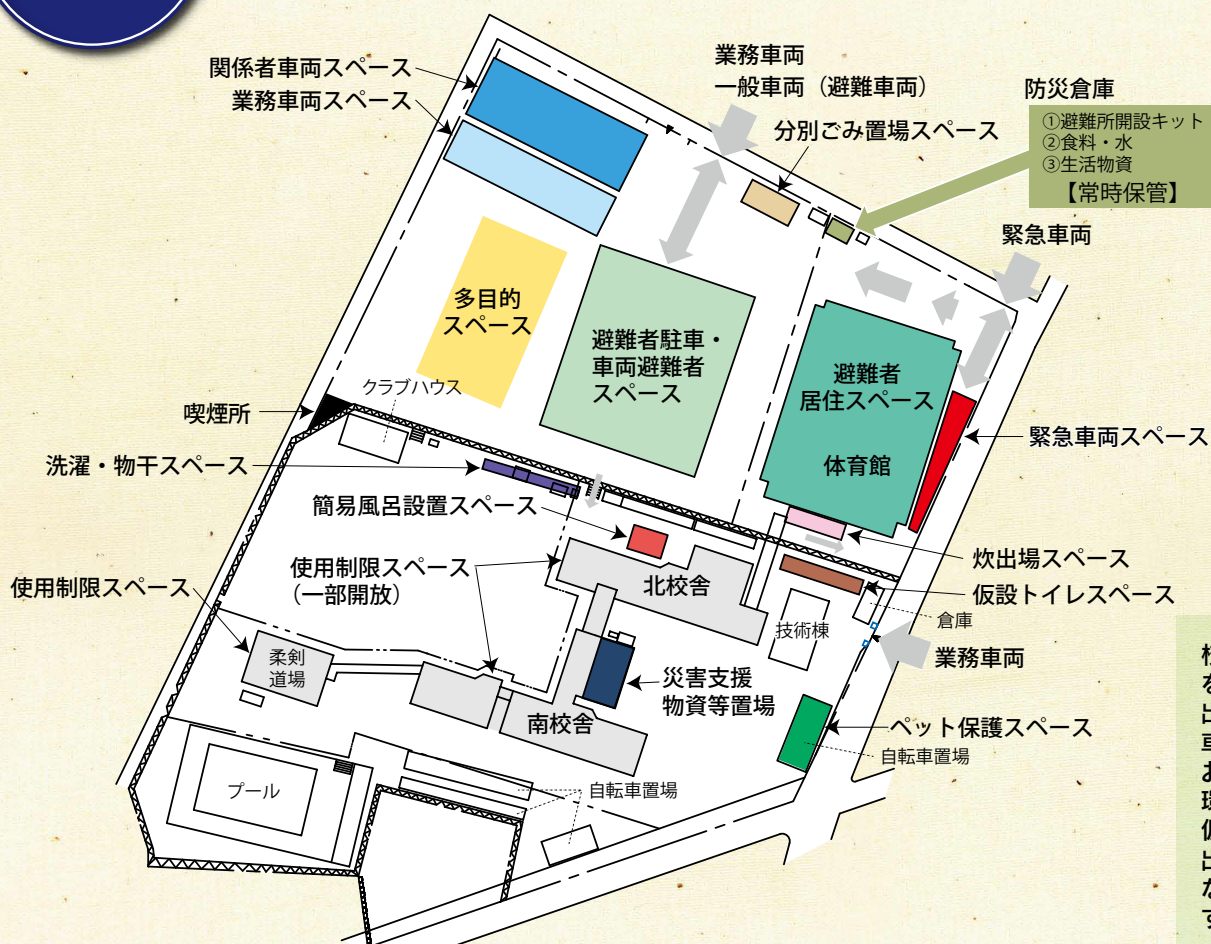 関係者車両スペース
業務車両スペース
業務車両
一般車両（避難車両）
分別ごみ置場スペース
防災倉庫
①避難所開設キット
②食料・水
③生活物資
【常時保管】
緊急車両
多目的
スペース
避難者駐車・
車両避難者
スペース
避難者
居住スペース
体育館
緊急車両スペース
クラブハウス
喫煙所
洗濯・物干スペース
簡易風呂設置スペース
使用制限スペース
（一部開放）
使用制限スペース
北校舎
炊出場スペース
仮設トイレスペース
倉庫
技術棟
業務車両
柔剣
道場
災害支援
物資等置場
南校舎
ペット保護スペース
自転車置場
プール
自転車置場
を
出
車
お
環
仮
出
な
す